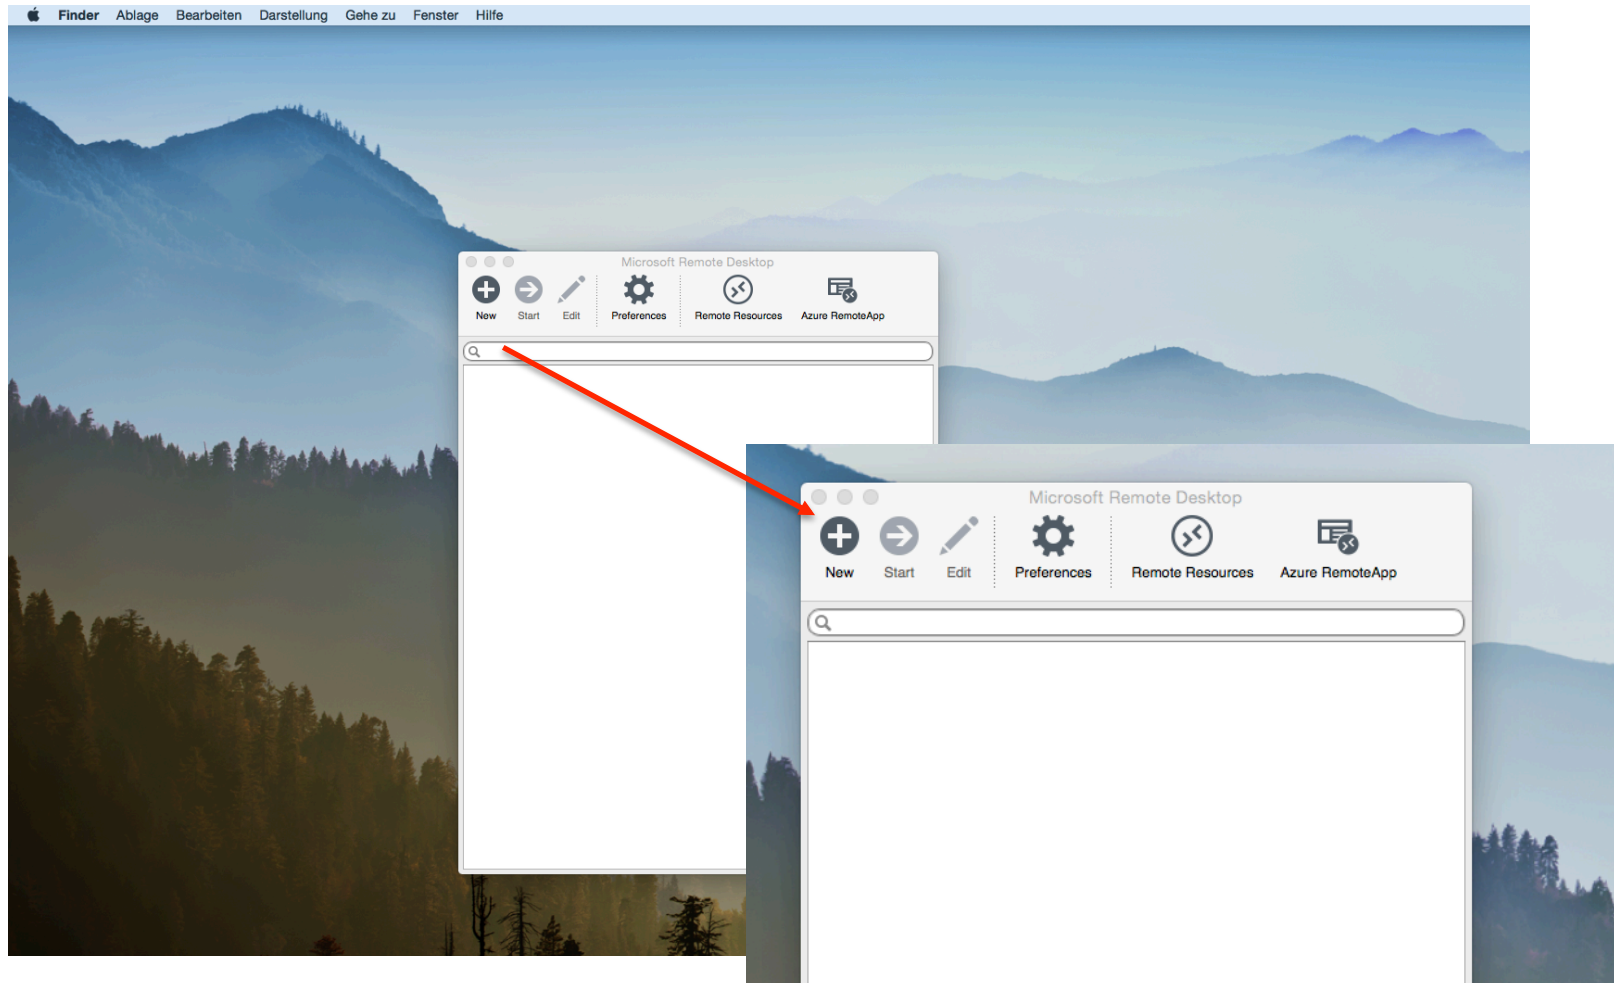 Finder Ablage Bearbeiten Darstellung Gehe zu Fenster Hilfe
Microsoft Remote Desktop
New Start Edit Preferences Remote Resources Azure RemoteApp
Microsoft Remote Desktop
New Start Edit Preferences Remote Resources Azure RemoteApp